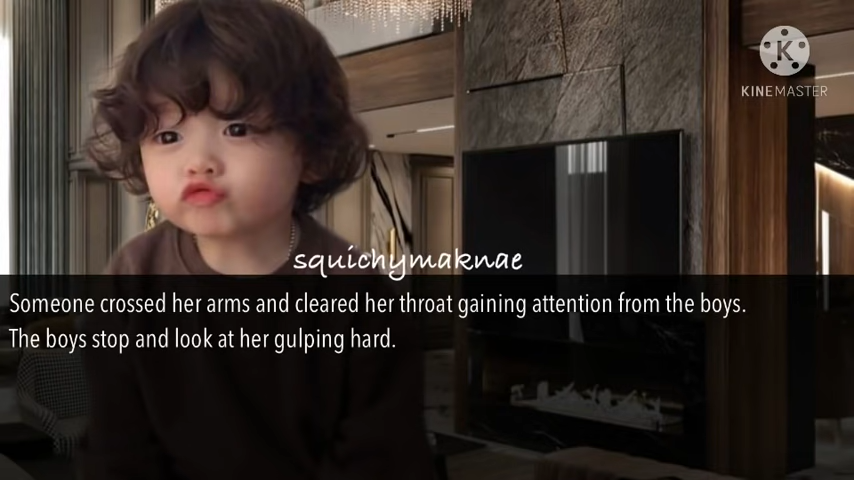 KINEMASTER
squichymaknae
Someone crossed her arms and cleared her throat gaining attention from the boys.
The boys stop and look at her gulping hard.